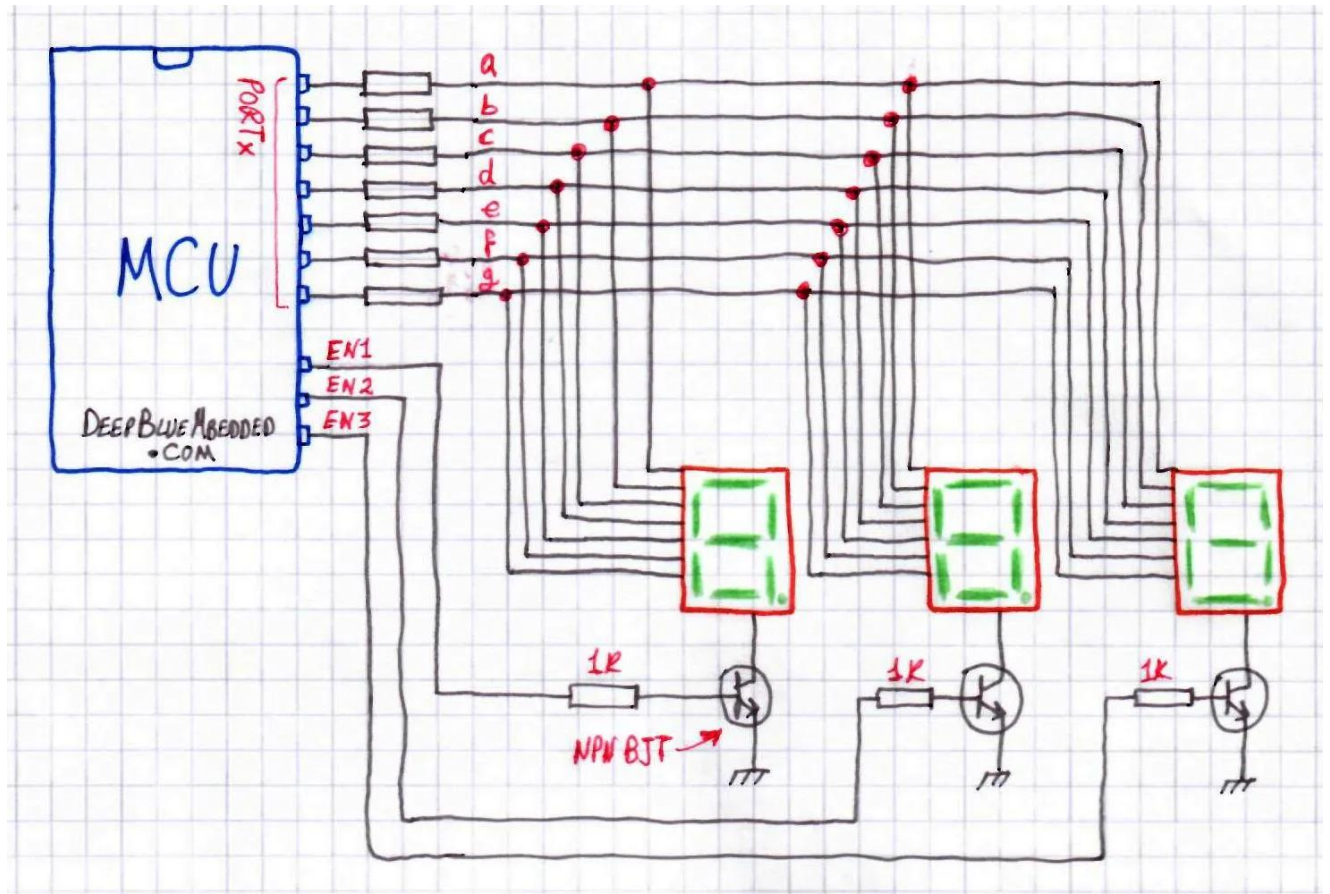 PORTx
MCU
DEEPBLUEMBEDDED
.COM
a
b
c
d
e
f
g
EN1
EN2
EN3
1K
1K
1K
NPN BJT